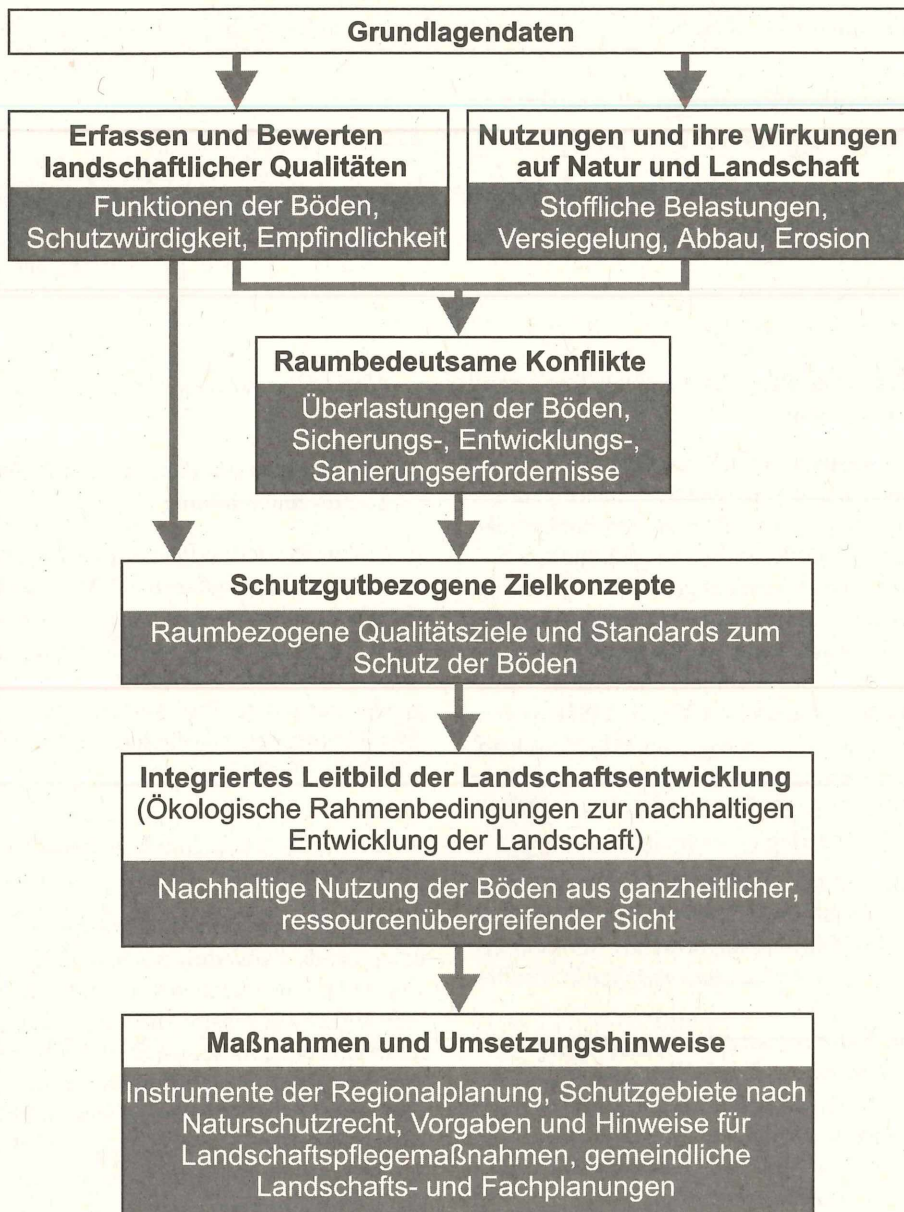 Grundlagendaten
Erfassen und Bewerten
landschaftlicher Qualitäten
Funktionen der Böden,
Schutzwürdigkeit, Empfindlichkeit
Nutzungen und ihre Wirkungen
auf Natur und Landschaft
Stoffliche Belastungen,
Versiegelung, Abbau, Erosion
Raumbedeutsame Konflikte
Überlastungen der Böden,
Sicherungs-, Entwicklungs-,
Sanierungserfordernisse
Schutzgutbezogene Zielkonzepte
Raumbezogene Qualitätsziele und Standards zum
Schutz der Böden
Integriertes Leitbild der Landschaftsentwicklung
(Ökologische Rahmenbedingungen zur nachhaltigen
Entwicklung der Landschaft)
Nachhaltige Nutzung der Böden aus ganzheitlicher,
ressourcenübergreifender Sicht
Maßnahmen und Umsetzungshinweise
Instrumente der Regionalplanung, Schutzgebiete nach
Naturschutzrecht, Vorgaben und Hinweise für
Landschaftspflegemaßnahmen, gemeindliche
Landschafts- und Fachplanungen